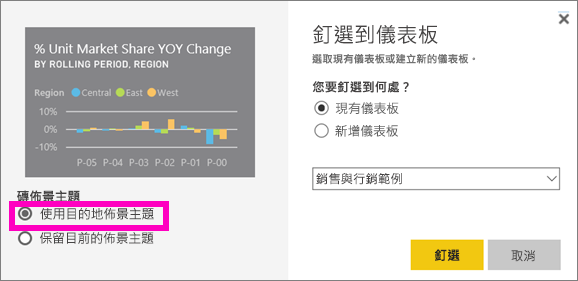 % Unit Market Share YOY Change
BY ROLLING PERIOD, REGION
Region Central East West
10%
0%
-10%
P-05 P-04 P-03 P-02 P-01 P-00
磚佈景主題
使用目的地佈景主題
保留目前的佈景主題
釘選到儀表板
選取現有儀表板或建立新的儀表板。
您要釘選到何處？
現有儀表板
新增儀表板
銷售與行銷範例
釘選
取消